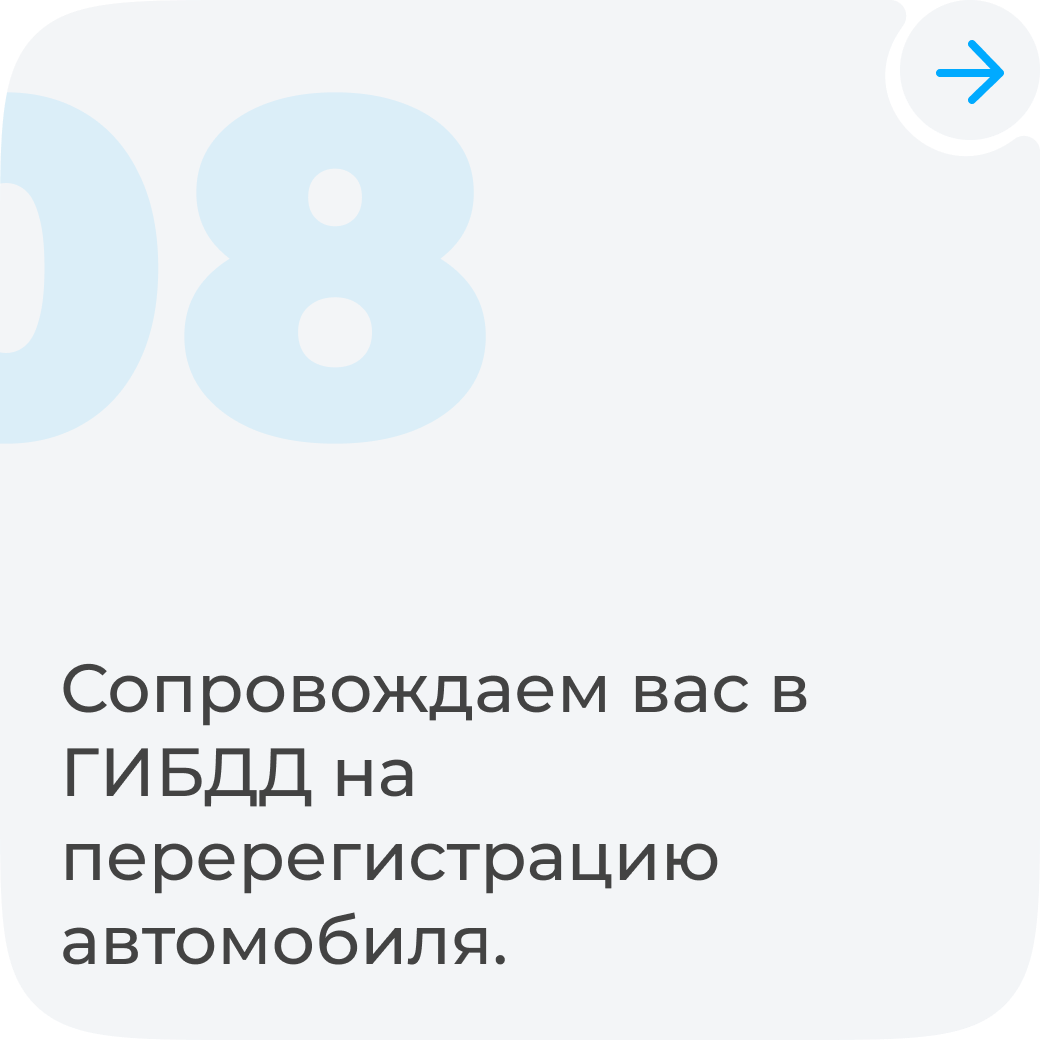 08
Сопровождаем вас в
ГИБДД на
перерегистрацию
автомобиля.